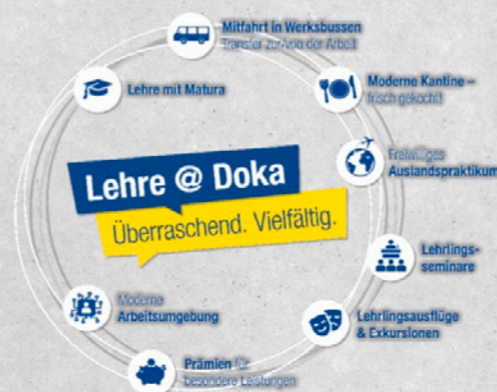 Mitfahrt in Werksbussen
Transfer zur/von der Arbeit
Lehre mit Matura
Moderne Kantine –
frisch gekocht!
Freiwilliges
Auslandspraktikum
Lehre @ Doka
Überraschend. Vielfältig.
Lehrlings-
seminare
Moderne
Arbeitsumgebung
Lehrlingsausflüge
& Exkursionen
Prämien für
besondere Leistungen